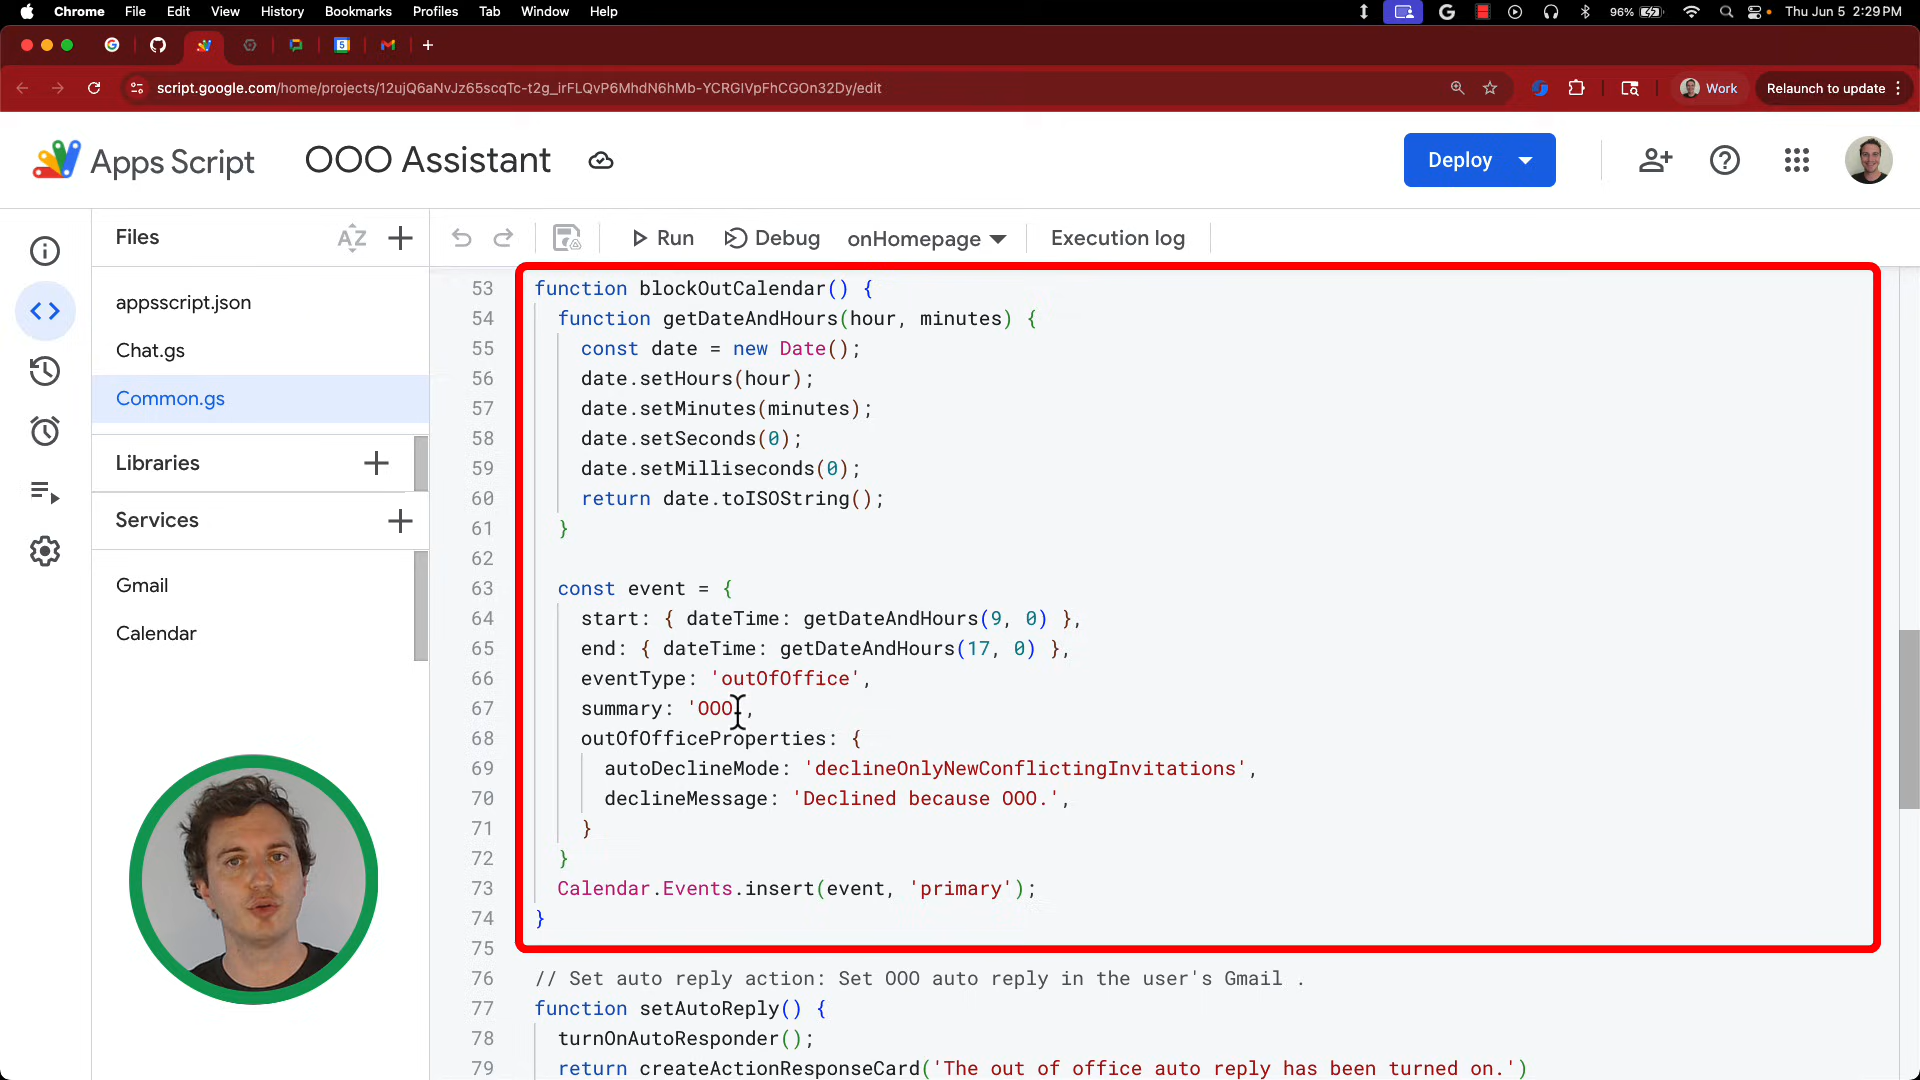 Chrome File Edit View History Bookmarks Profiles Tab Window Help 96% Thu Jun 5 2:29 PM
script.google.com/home/projects/12ujQ6aNvJz65scqTc-t2g_irFLQvP6MhdN6hMb-YCRGlVpFhCGOn32Dy/edit Work Relaunch to update
Apps Script OOO Assistant Deploy
Files AZ Run Debug onHomepage Execution log
appsscript.json
Chat.gs
Common.gs
Libraries
Services
Gmail
Calendar
53 function blockOutCalendar() {
54 function getDateAndHours(hour, minutes) {
55 const date = new Date();
56 date.setHours(hour);
57 date.setMinutes(minutes);
58 date.setSeconds(0);
59 date.setMilliseconds(0);
60 return date.toISOString();
61 }
62
63 const event = {
64 start: { dateTime: getDateAndHours(9, 0) },
65 end: { dateTime: getDateAndHours(17, 0) },
66 eventType: 'outOfOffice',
67 summary: 'OOO',
68 outOfOfficeProperties: {
69 autoDeclineMode: 'declineOnlyNewConflictingInvitations',
70 declineMessage: 'Declined because OOO.',
71 }
72 }
73 Calendar.Events.insert(event, 'primary');
74 }
75
76 // Set auto reply action: Set OOO auto reply in the user's Gmail .
77 function setAutoReply() {
78 turnOnAutoResponder();
79 return createActionResponseCard('The out of office auto reply has been turned on.')